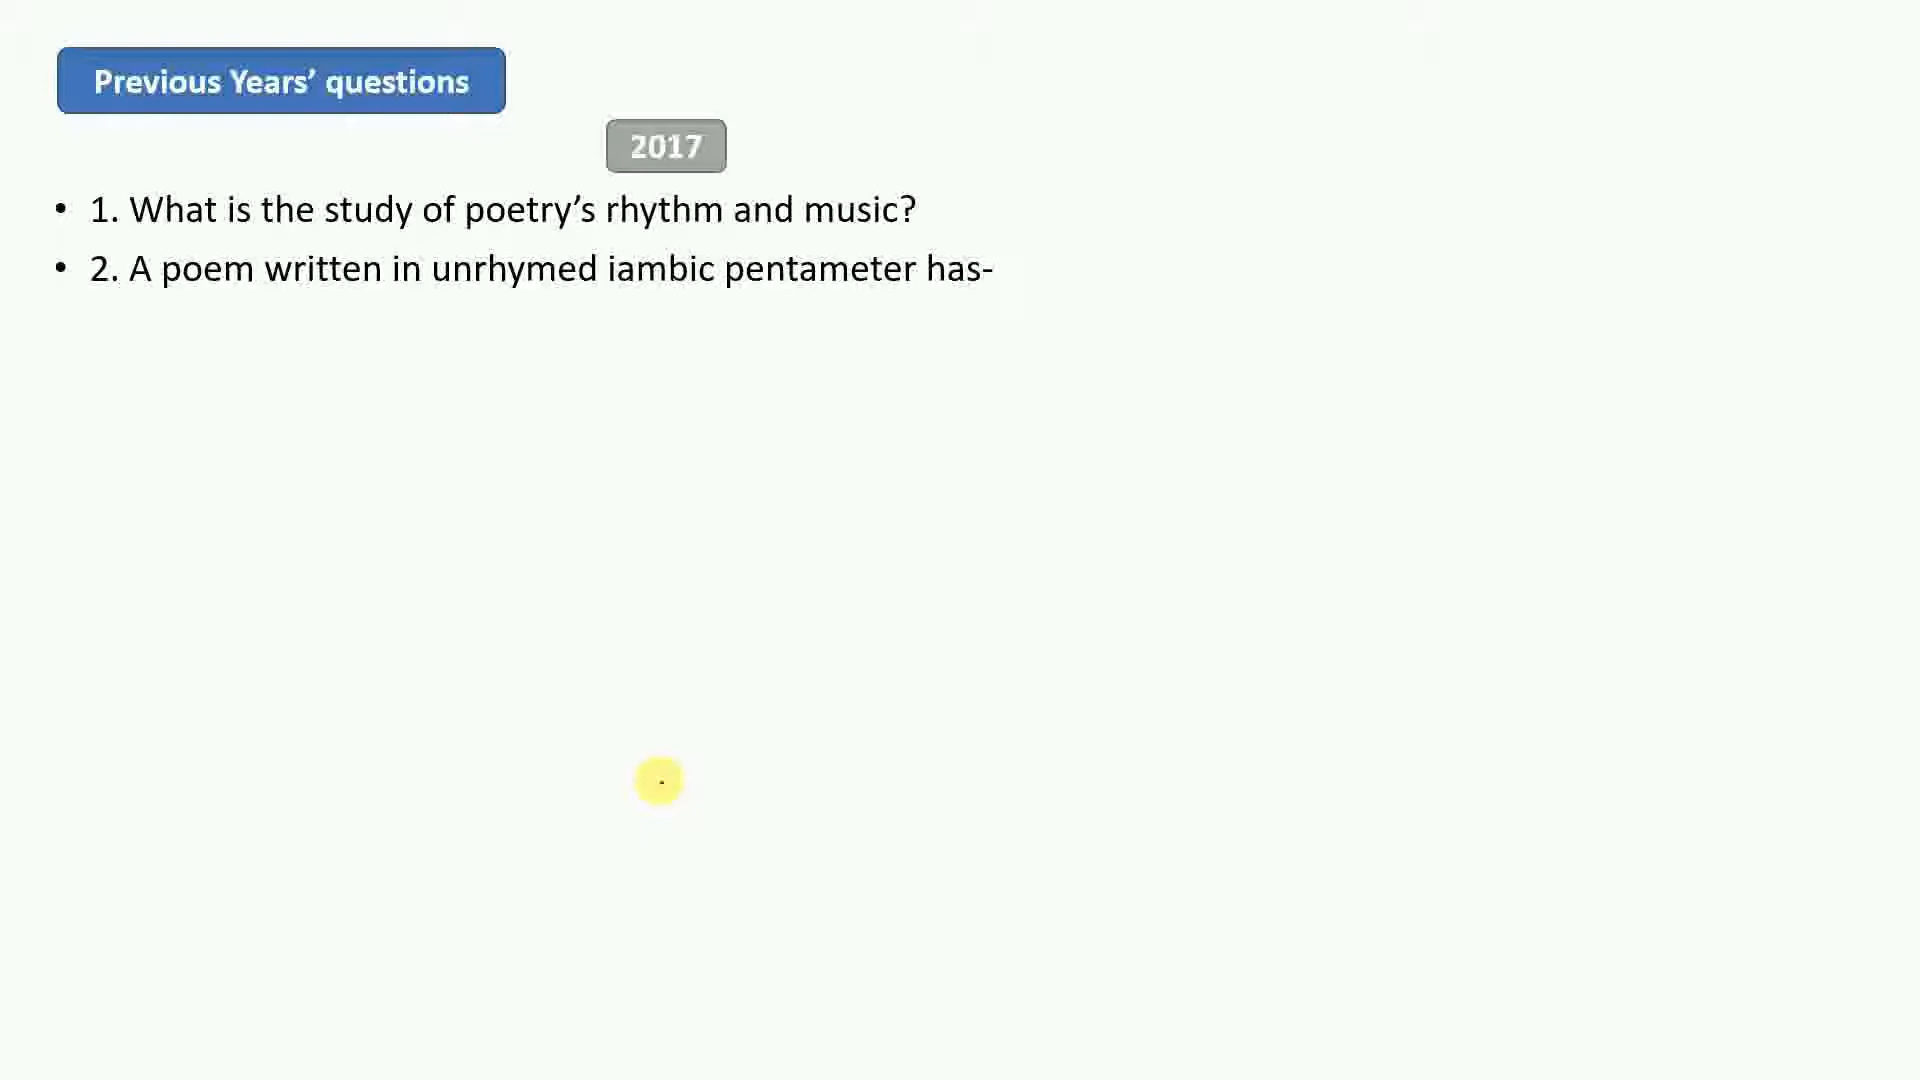 Previous Years’ questions
2017
• 1. What is the study of poetry’s rhythm and music?
• 2. A poem written in unrhymed iambic pentameter has-